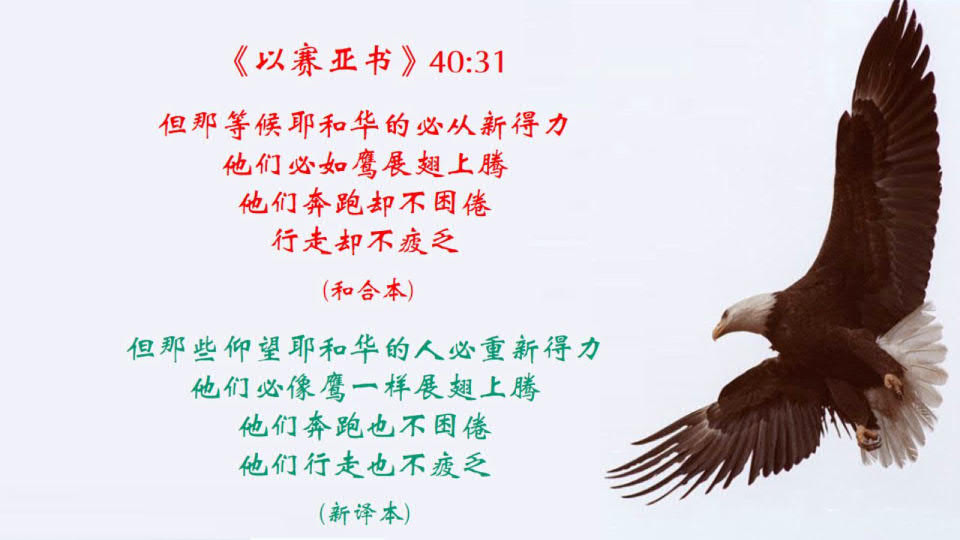 《以赛亚书》40:31
但那等候耶和华的必从新得力
他们必如鹰展翅上腾
他们奔跑却不困倦
行走却不疲乏
(和合本)
但那些仰望耶和华的人必重新得力
他们必像鹰一样展翅上腾
他们奔跑也不困倦
他们行走也不疲乏
(新译本)